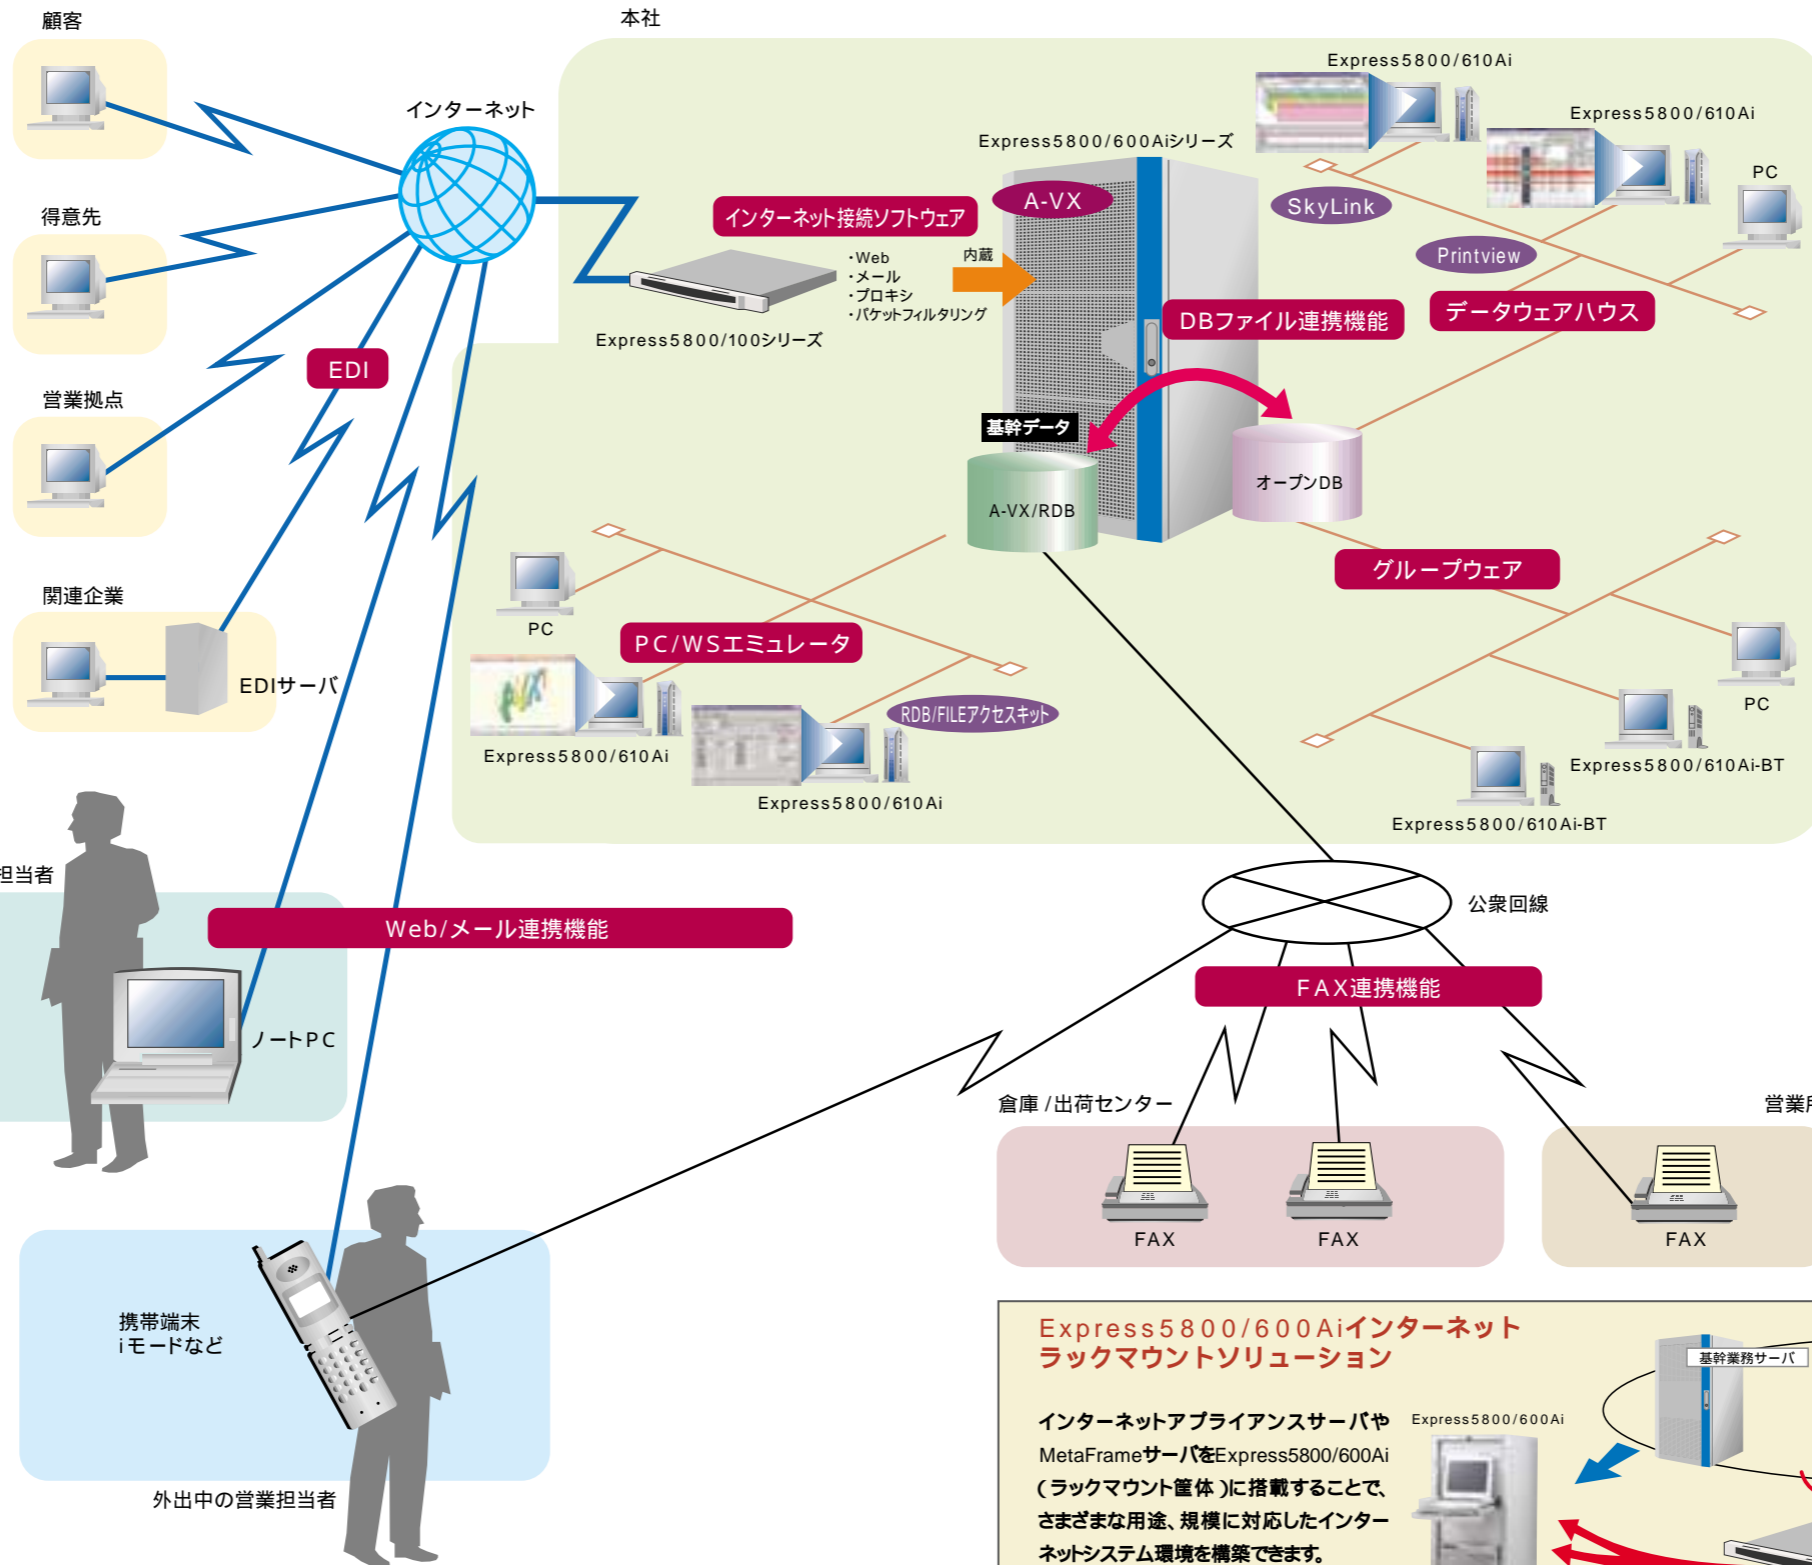 顧客
本社
インターネット
Express5800/610Ai
Express5800/610Ai
Express5800/600Aiシリーズ
PC
A-VX
SkyLink
インターネット接続ソフトウェア
得意先
・Web
・メール
・プロキシ
・パケットフィルタリング
内蔵
Printview
データウェアハウス
DBファイル連携機能
Express5800/100シリーズ
EDI
営業拠点
基幹データ
オープンDB
A-VX/RDB
グループウェア
関連企業
PC
PC/WSエミュレータ
EDIサーバ
RDB/FILEアクセスキット
PC
Express5800/610Ai
Express5800/610Ai-BT
Express5800/610Ai
Express5800/610Ai-BT
担当者
公衆回線
Web/メール連携機能
FAX連携機能
ノートPC
倉庫/出荷センター
営業所
FAX
FAX
FAX
携帯端末
iモードなど
外出中の営業担当者
Express5800/600Aiインターネット
ラックマウントソリューション
基幹業務サーバ
Express5800/600Ai
インターネットアプライアンスサーバや
MetaFrameサーバをExpress5800/600Ai
(ラックマウント筐体)に搭載することで、
さまざまな用途、規模に対応したインター
ネットシステム環境を構築できます。